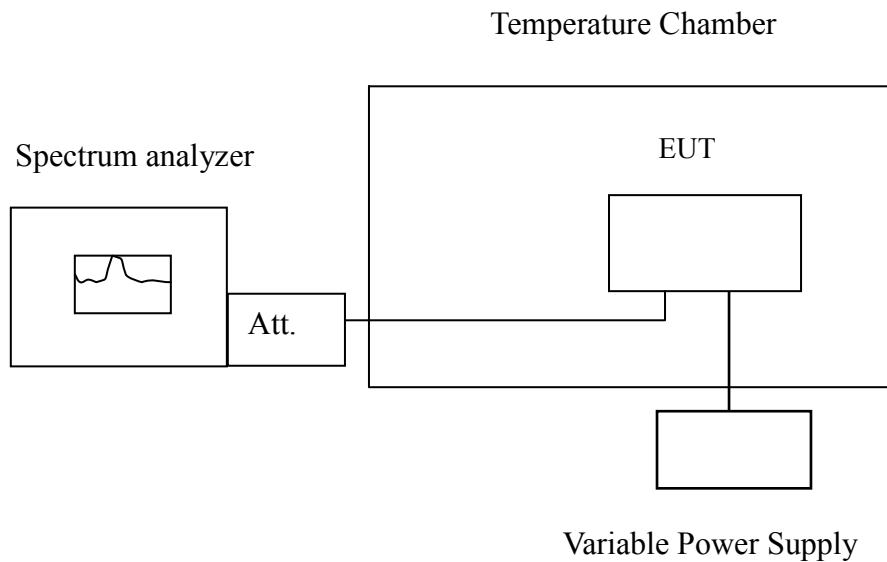 Temperature Chamber
Spectrum analyzer
EUT
Att.
Variable Power Supply